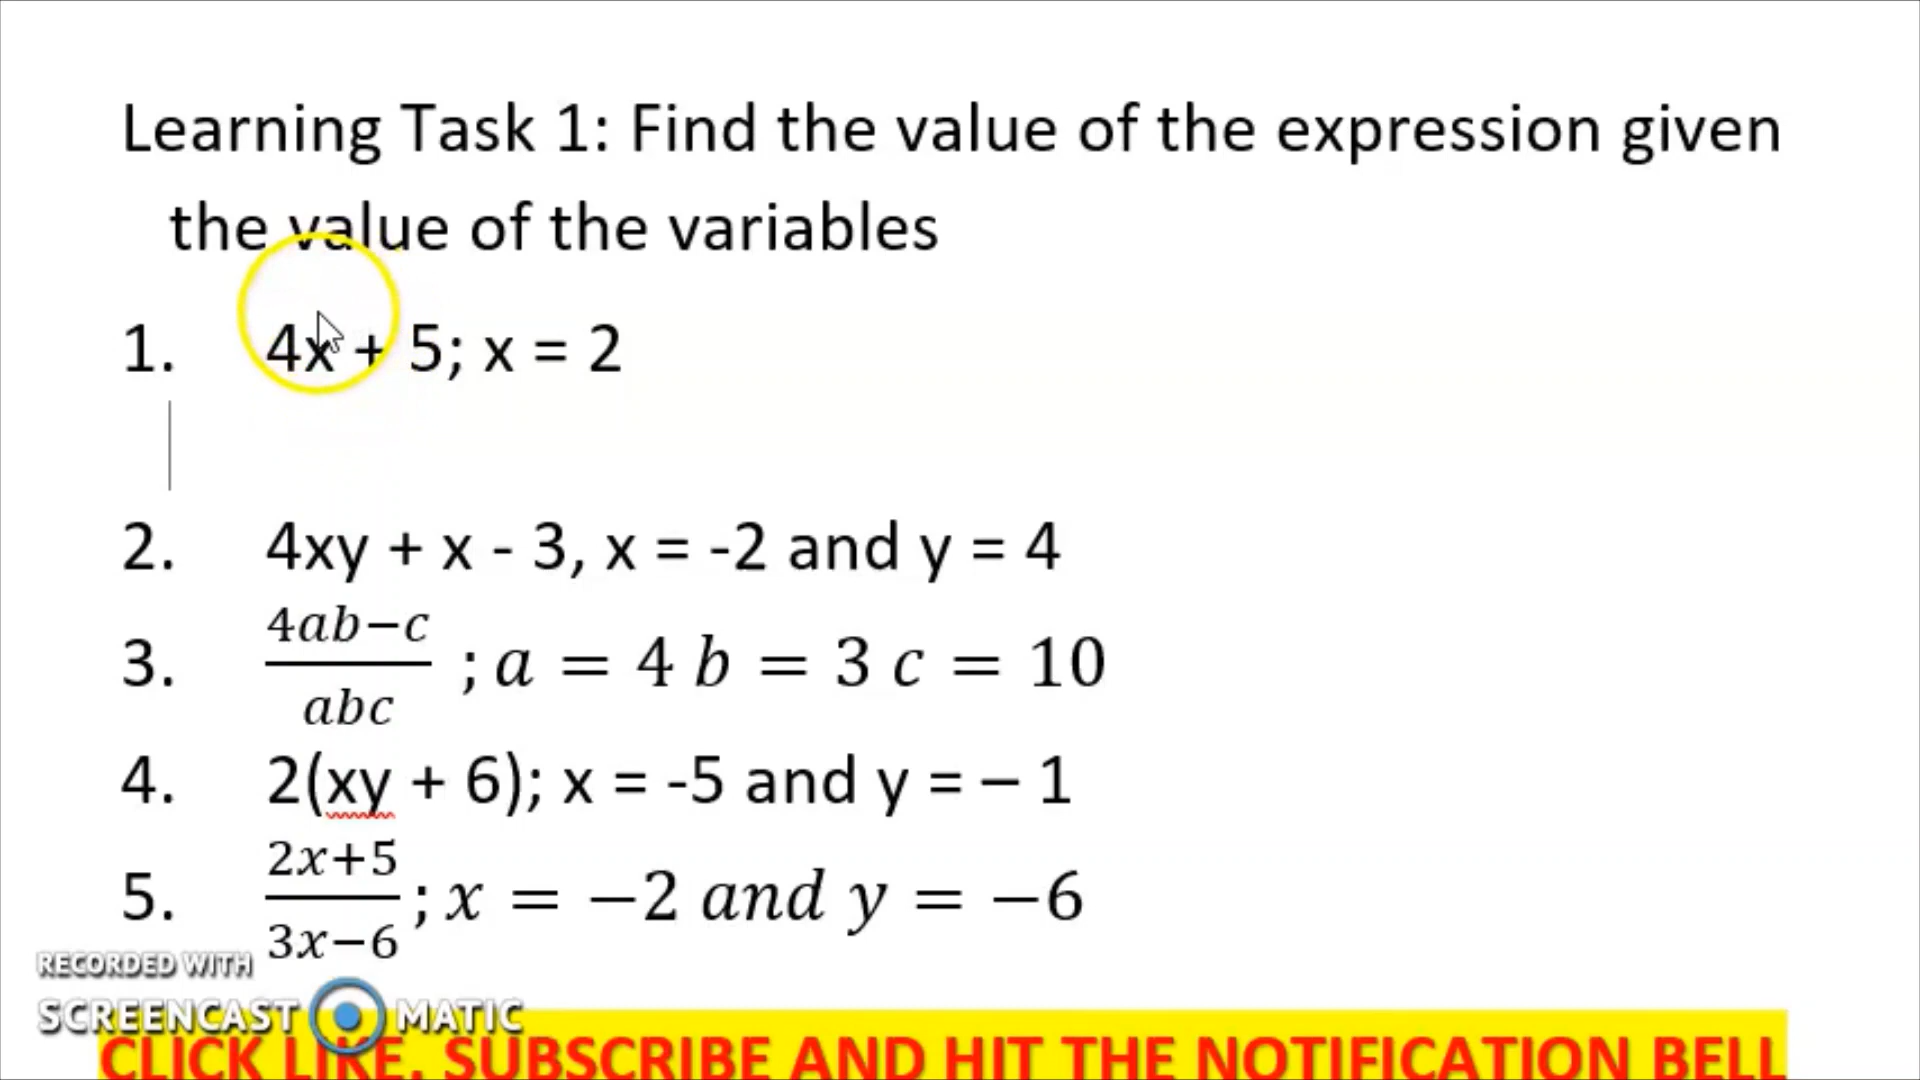 Learning Task 1: Find the value of the expression given
the value of the variables
1. 4x + 5; x = 2
2. 4xy + x - 3, x = -2 and y = 4
3. \frac{4ab−c}{abc} ; a = 4 b = 3 c = 10
4. 2(xy + 6); x = -5 and y = – 1
5. \frac{2x+5}{3x−6} ; x = −2 and y = −6
RECORDED WITH
SCREENCAST MATIC
CLICK LIKE, SUBSCRIBE AND HIT THE NOTIFICATION BELL